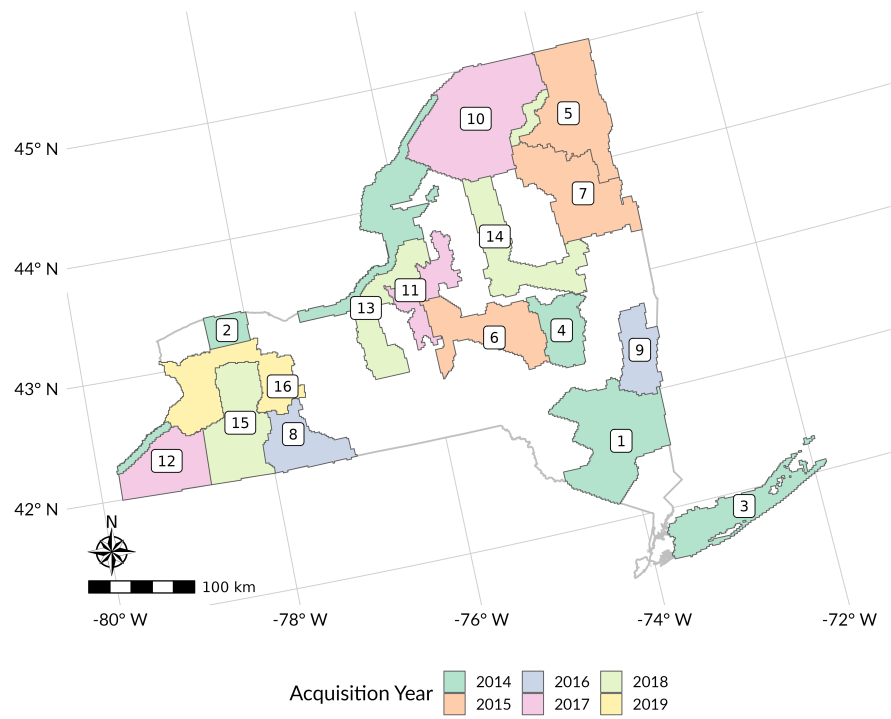 45° N
44° N
43° N
42° N
10
5
7
14
11
13
2
6
4
9
16
15
8
12
1
3
N
100 km
-80° W
-78° W
-76° W
-74° W
-72° W
Acquisition Year
2014
2016
2018
2015
2017
2019